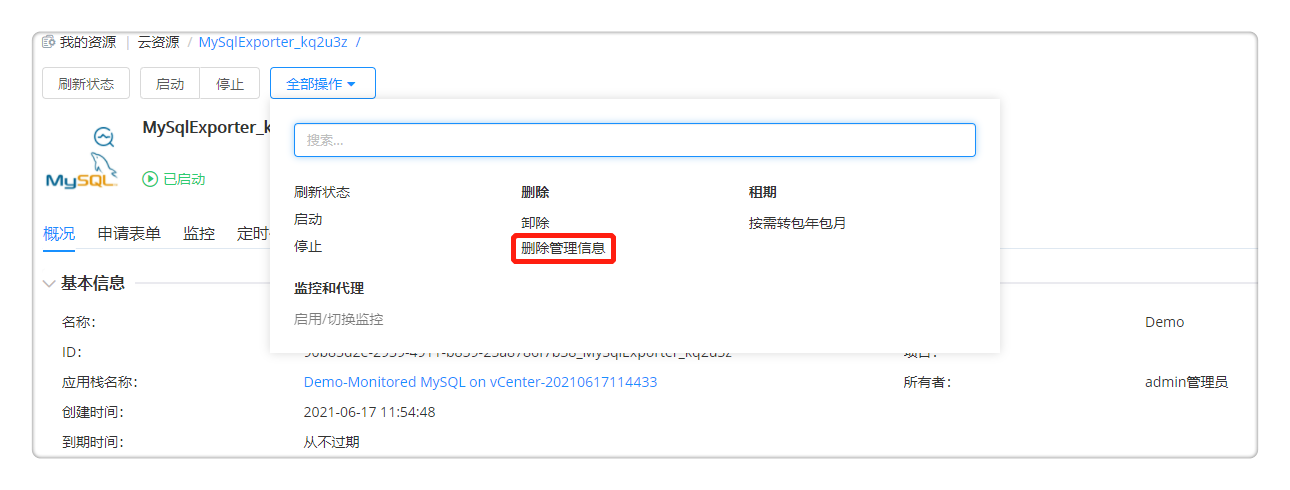 我的资源 | 云资源 / MySqlExporter_kq2u3z /
刷新状态 启动 停止 全部操作
MySqlExporter_k
搜索...
MySQL
已启动
刷新状态 删除 租期
启动 卸除 按需转包年包月
停止 删除管理信息
概况 申请表单 监控 定时
监控和代理
启用/切换监控
基本信息
名称: Demo
ID:
应用栈名称: Demo-Monitored MySQL on vCenter-20210617114433 所有者: admin管理员
创建时间: 2021-06-17 11:54:48
到期时间: 从不过期